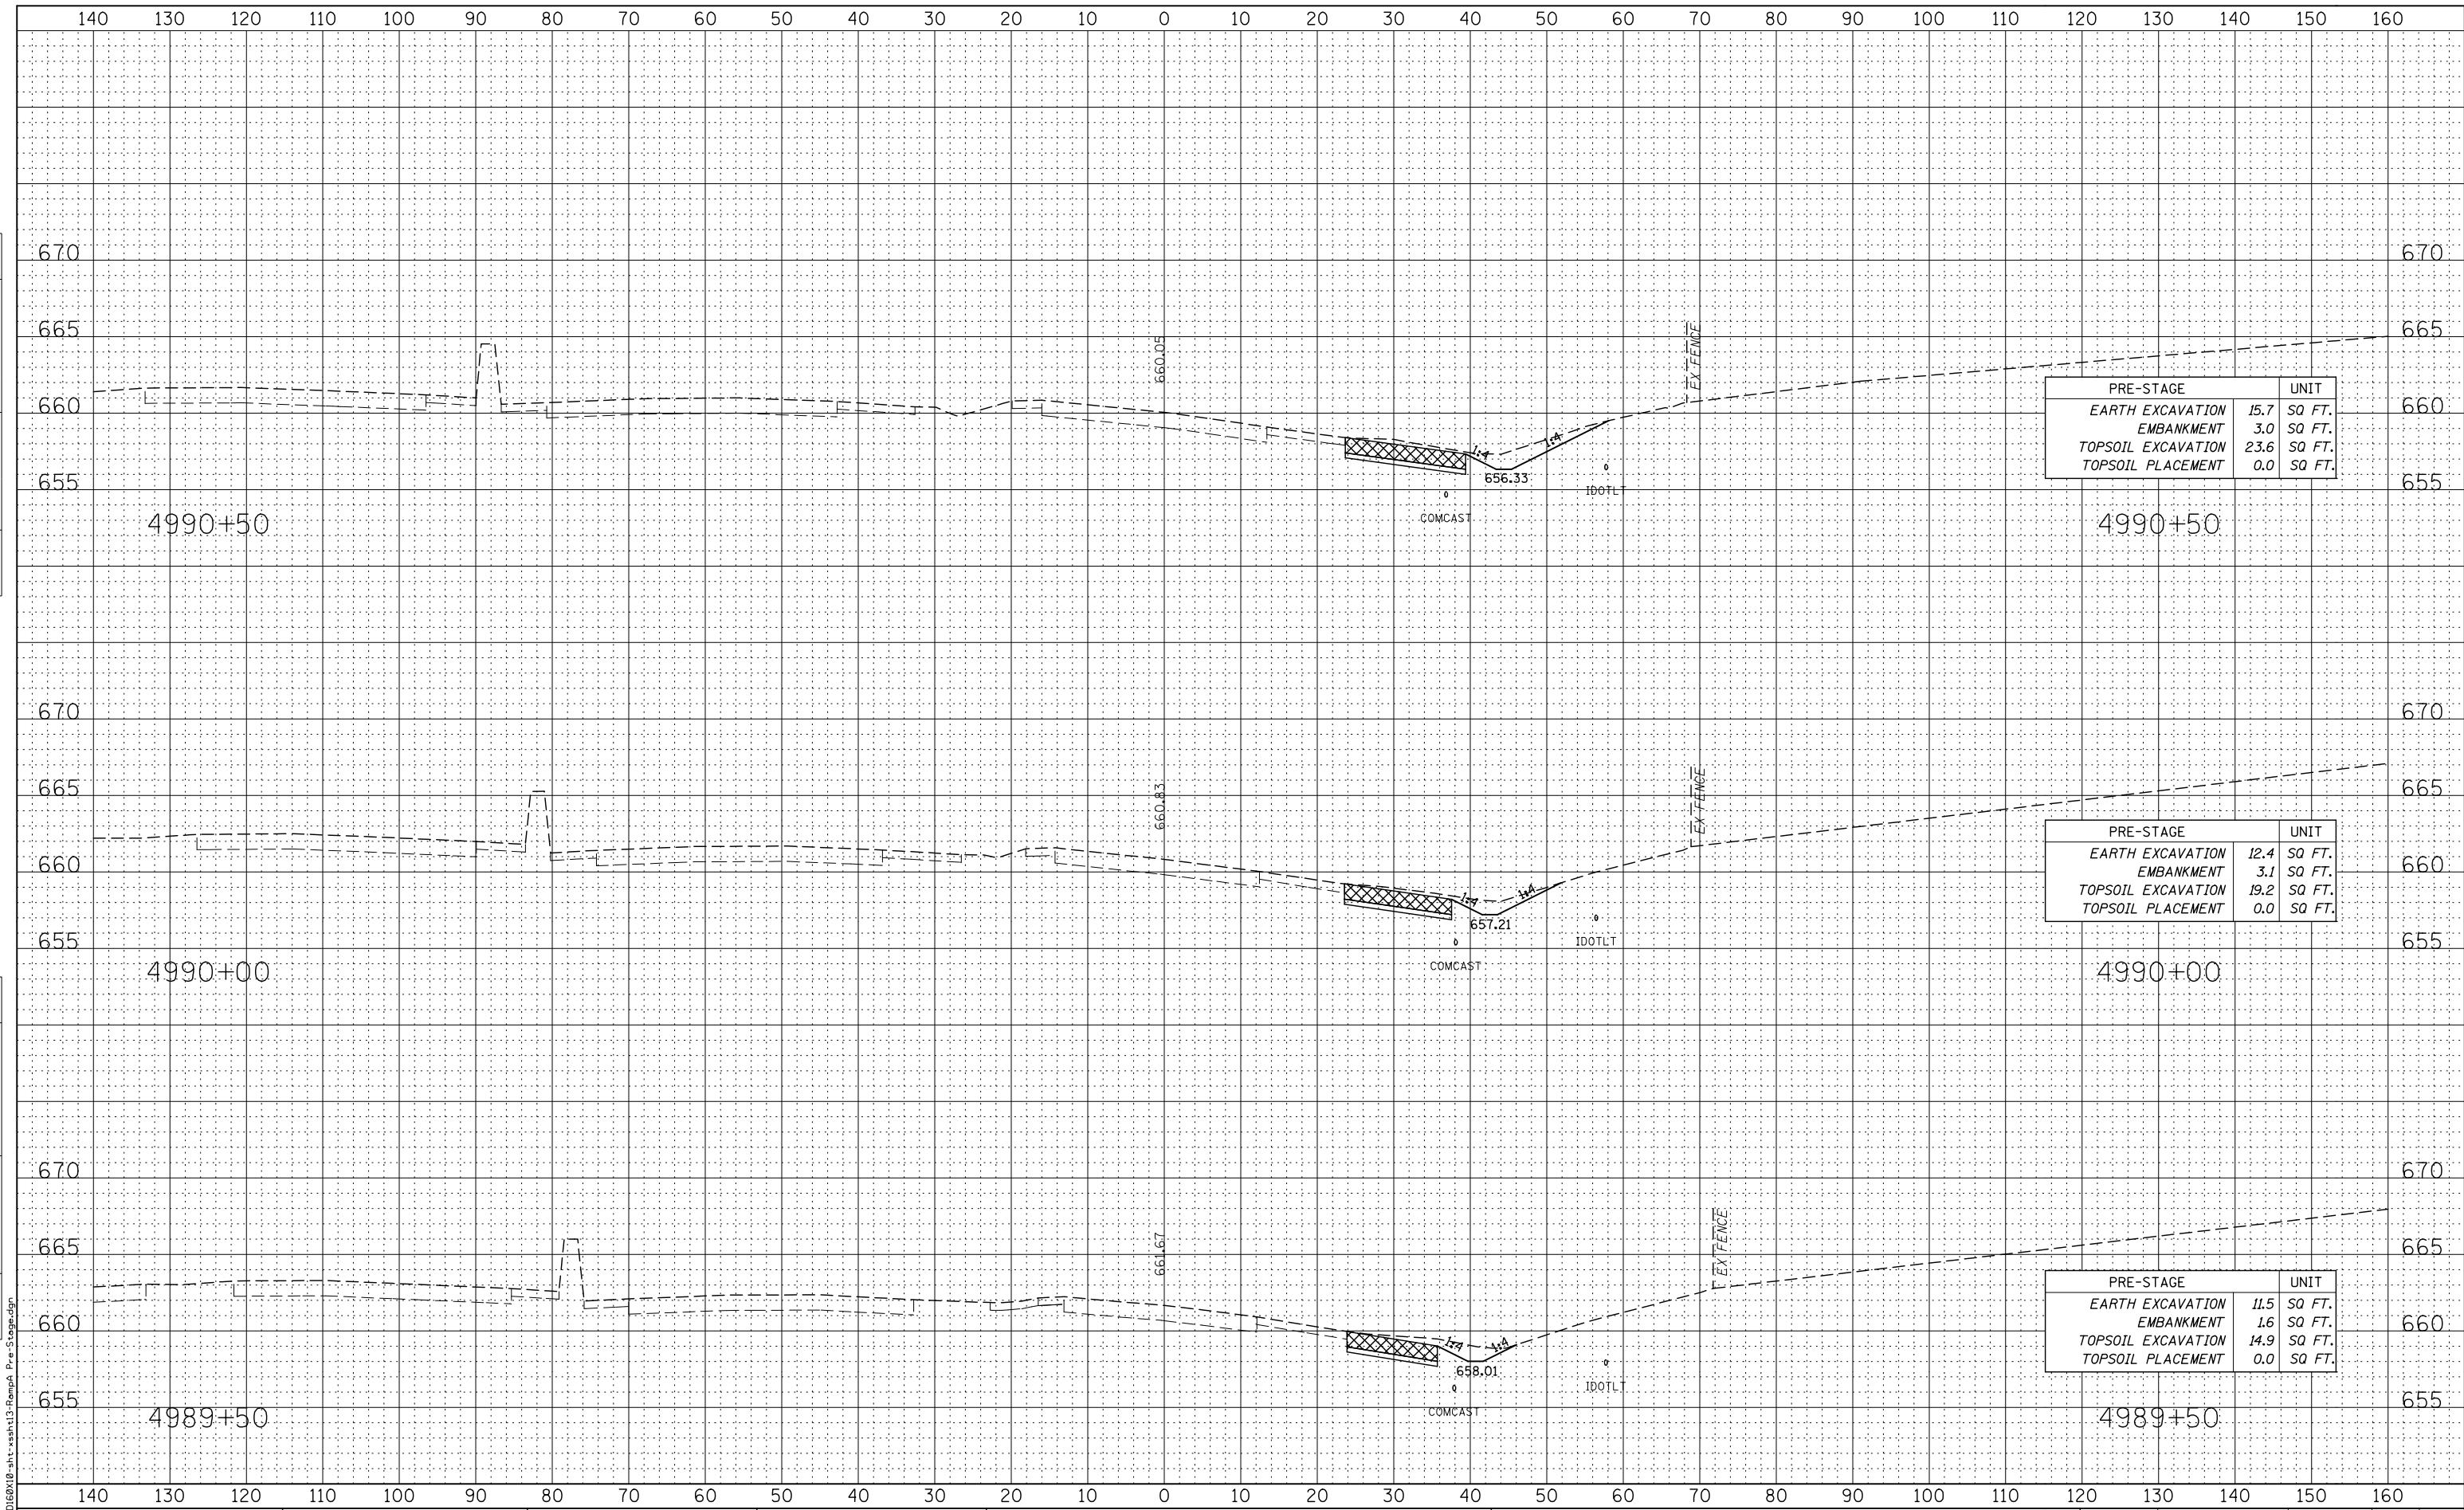 140 130 120 110 100 90 80 70 60 50 40 30 20 10 0 10 20 30 40 50 60 70 80 90 100 110 120 130 140 150 160
670 670
665 660.05 EX FENCE 665
660 1:4 1:4 660
655 656.33 IDOTLT 655
COMCAST
4990+50 4990+50
PRE-STAGE UNIT
EARTH EXCAVATION 15.7 SQ FT.
EMBANKMENT 3.0 SQ FT.
TOPSOIL EXCAVATION 23.6 SQ FT.
TOPSOIL PLACEMENT 0.0 SQ FT.
670 670
665 660.83 EX FENCE 665
660 1:4 1:4 660
655 657.21 IDOTLT 655
COMCAST
4990+00 4990+00
PRE-STAGE UNIT
EARTH EXCAVATION 12.4 SQ FT.
EMBANKMENT 3.1 SQ FT.
TOPSOIL EXCAVATION 19.2 SQ FT.
TOPSOIL PLACEMENT 0.0 SQ FT.
670 670
665 661.67 EX FENCE 665
660 1:4 1:4 660
658.01 IDOTLT
655 COMCAST 655
4989+50 4989+50
PRE-STAGE UNIT
EARTH EXCAVATION 11.5 SQ FT.
EMBANKMENT 1.6 SQ FT.
TOPSOIL EXCAVATION 14.9 SQ FT.
TOPSOIL PLACEMENT 0.0 SQ FT.
D160X10-sht-xssht13-RampA Pre-Stage.dgn
140 130 120 110 100 90 80 70 60 50 40 30 20 10 0 10 20 30 40 50 60 70 80 90 100 110 120 130 140 150 160